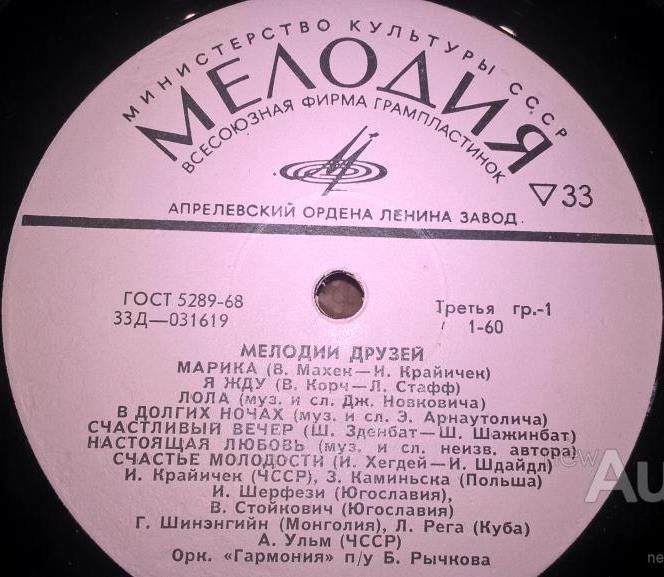 МИНИСТЕРСТВО КУЛЬТУРЫ СССР
МЕЛОДИЯ
ВСЕСОЮЗНАЯ ФИРМА ГРАМПЛАСТИНОК
▽33
АПРЕЛЕВСКИЙ ОРДЕНА ЛЕНИНА ЗАВОД
ГОСТ 5289-68
33Д—031619
Третья гр.-1
1-60
МЕЛОДИИ ДРУЗЕЙ
МАРИКА (В. Махек—И. Крайичек)
Я ЖДУ (В. Корч—Л. Стафф)
ЛОЛА (муз. и сл. Дж. Новковича)
В ДОЛГИХ НОЧАХ (муз. и сл. Э. Арнаутолича)
СЧАСТЛИВЫЙ ВЕЧЕР (Ш. Зденбат—Ш. Шажинбат)
НАСТОЯЩАЯ ЛЮБОВЬ (муз. и сл. неизв. автора)
СЧАСТЬЕ МОЛОДОСТИ (И. Хегдей—И. Шдайдл)
И. Крайичек (ЧССР), З. Каминьска (Польша)
И. Шерфези (Югославия),
В. Стойкович (Югославия)
Г. Шинэнгийн (Монголия), Л. Рега (Куба)
А. Ульм (ЧССР)
Орк. «Гармония» п/у Б. Рычкова
new
Au
ne